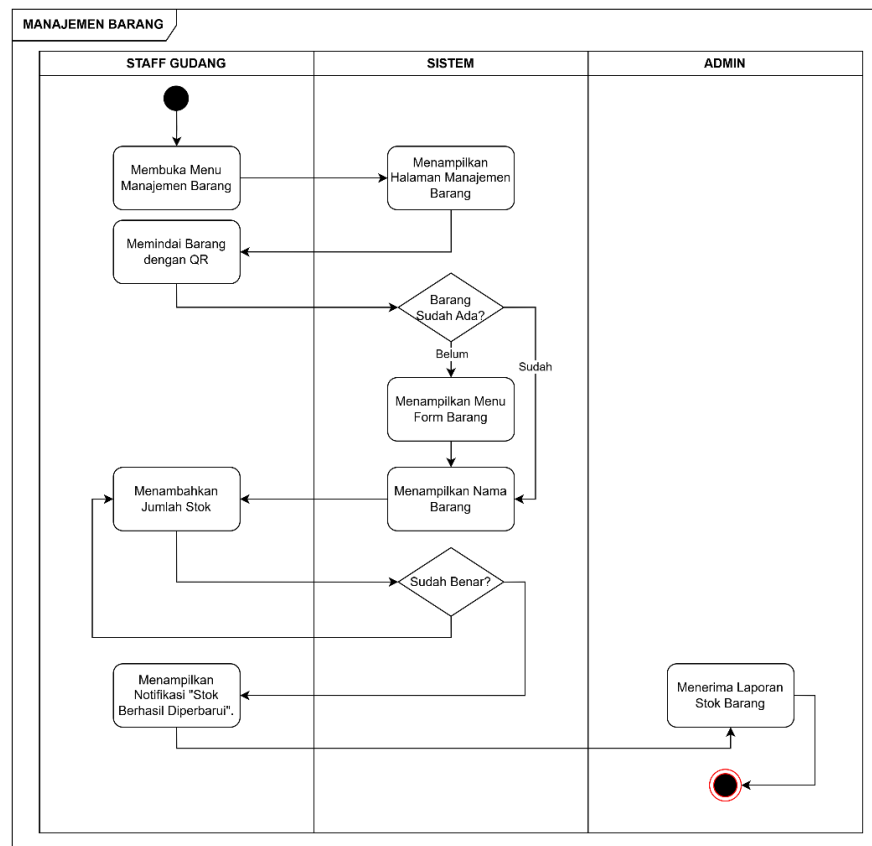 MANAJEMEN BARANG
STAFF GUDANG
SISTEM
ADMIN
Membuka Menu
Manajemen Barang
Menampilkan
Halaman Manajemen
Barang
Memindai Barang
dengan QR
Barang
Sudah Ada?
Belum
Sudah
Menampilkan Menu
Form Barang
Menambahkan
Jumlah Stok
Menampilkan Nama
Barang
Sudah Benar?
Menampilkan
Notifikasi "Stok
Berhasil Diperbarui".
Menerima Laporan
Stok Barang